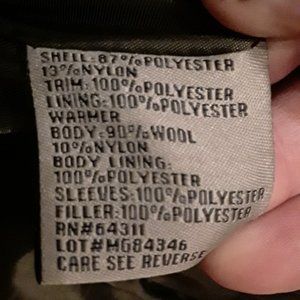 SHELL:87%POLYESTER
13%NYLON
TRIM:100%POLYESTER
LINING:100%POLYESTER
WARMER
BODY:90%WOOL
10%NYLON
BODY LINING:
100%POLYESTER
SLEEVES:100%POLYESTER
FILLER:100%POLYESTER
RN#64311
LOT#MG84346
CARE SEE REVERSE